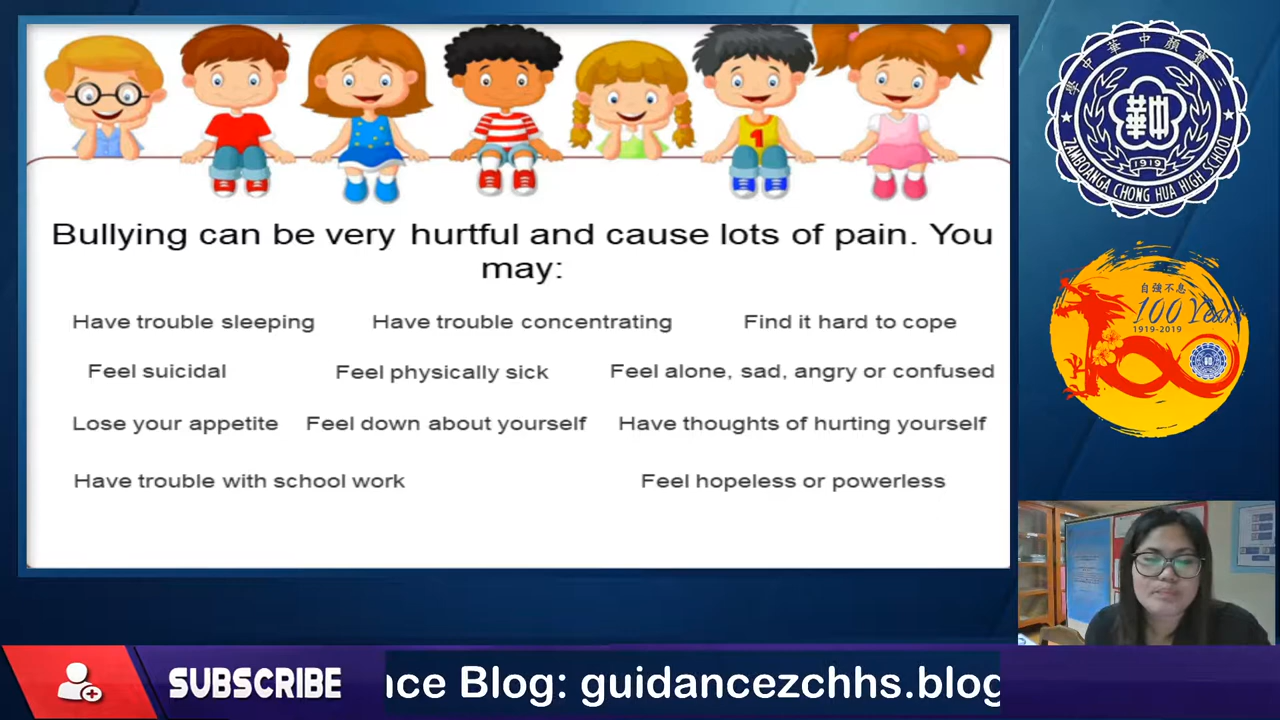 Bullying can be very hurtful and cause lots of pain. You
may:
Have trouble sleeping
Have trouble concentrating
Find it hard to cope
Feel suicidal
Feel physically sick
Feel alone, sad, angry or confused
Lose your appetite
Feel down about yourself
Have thoughts of hurting yourself
Have trouble with school work
Feel hopeless or powerless
1
華中
1919
ZAMBOANGA CHONG HUA HIGH SCHOOL
自強不息
100 Years
1919-2019
SUBSCRIBE
nce Blog: guidancezchhs.blog